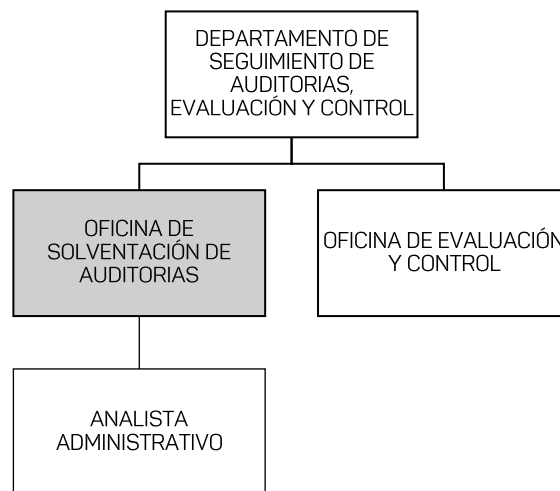 DEPARTAMENTO DE
SEGUIMIENTO DE
AUDITORIAS,
EVALUACIÓN Y CONTROL
OFICINA DE
SOLVENTACIÓN DE
AUDITORIAS
OFICINA DE EVALUACIÓN
Y CONTROL
ANALISTA
ADMINISTRATIVO